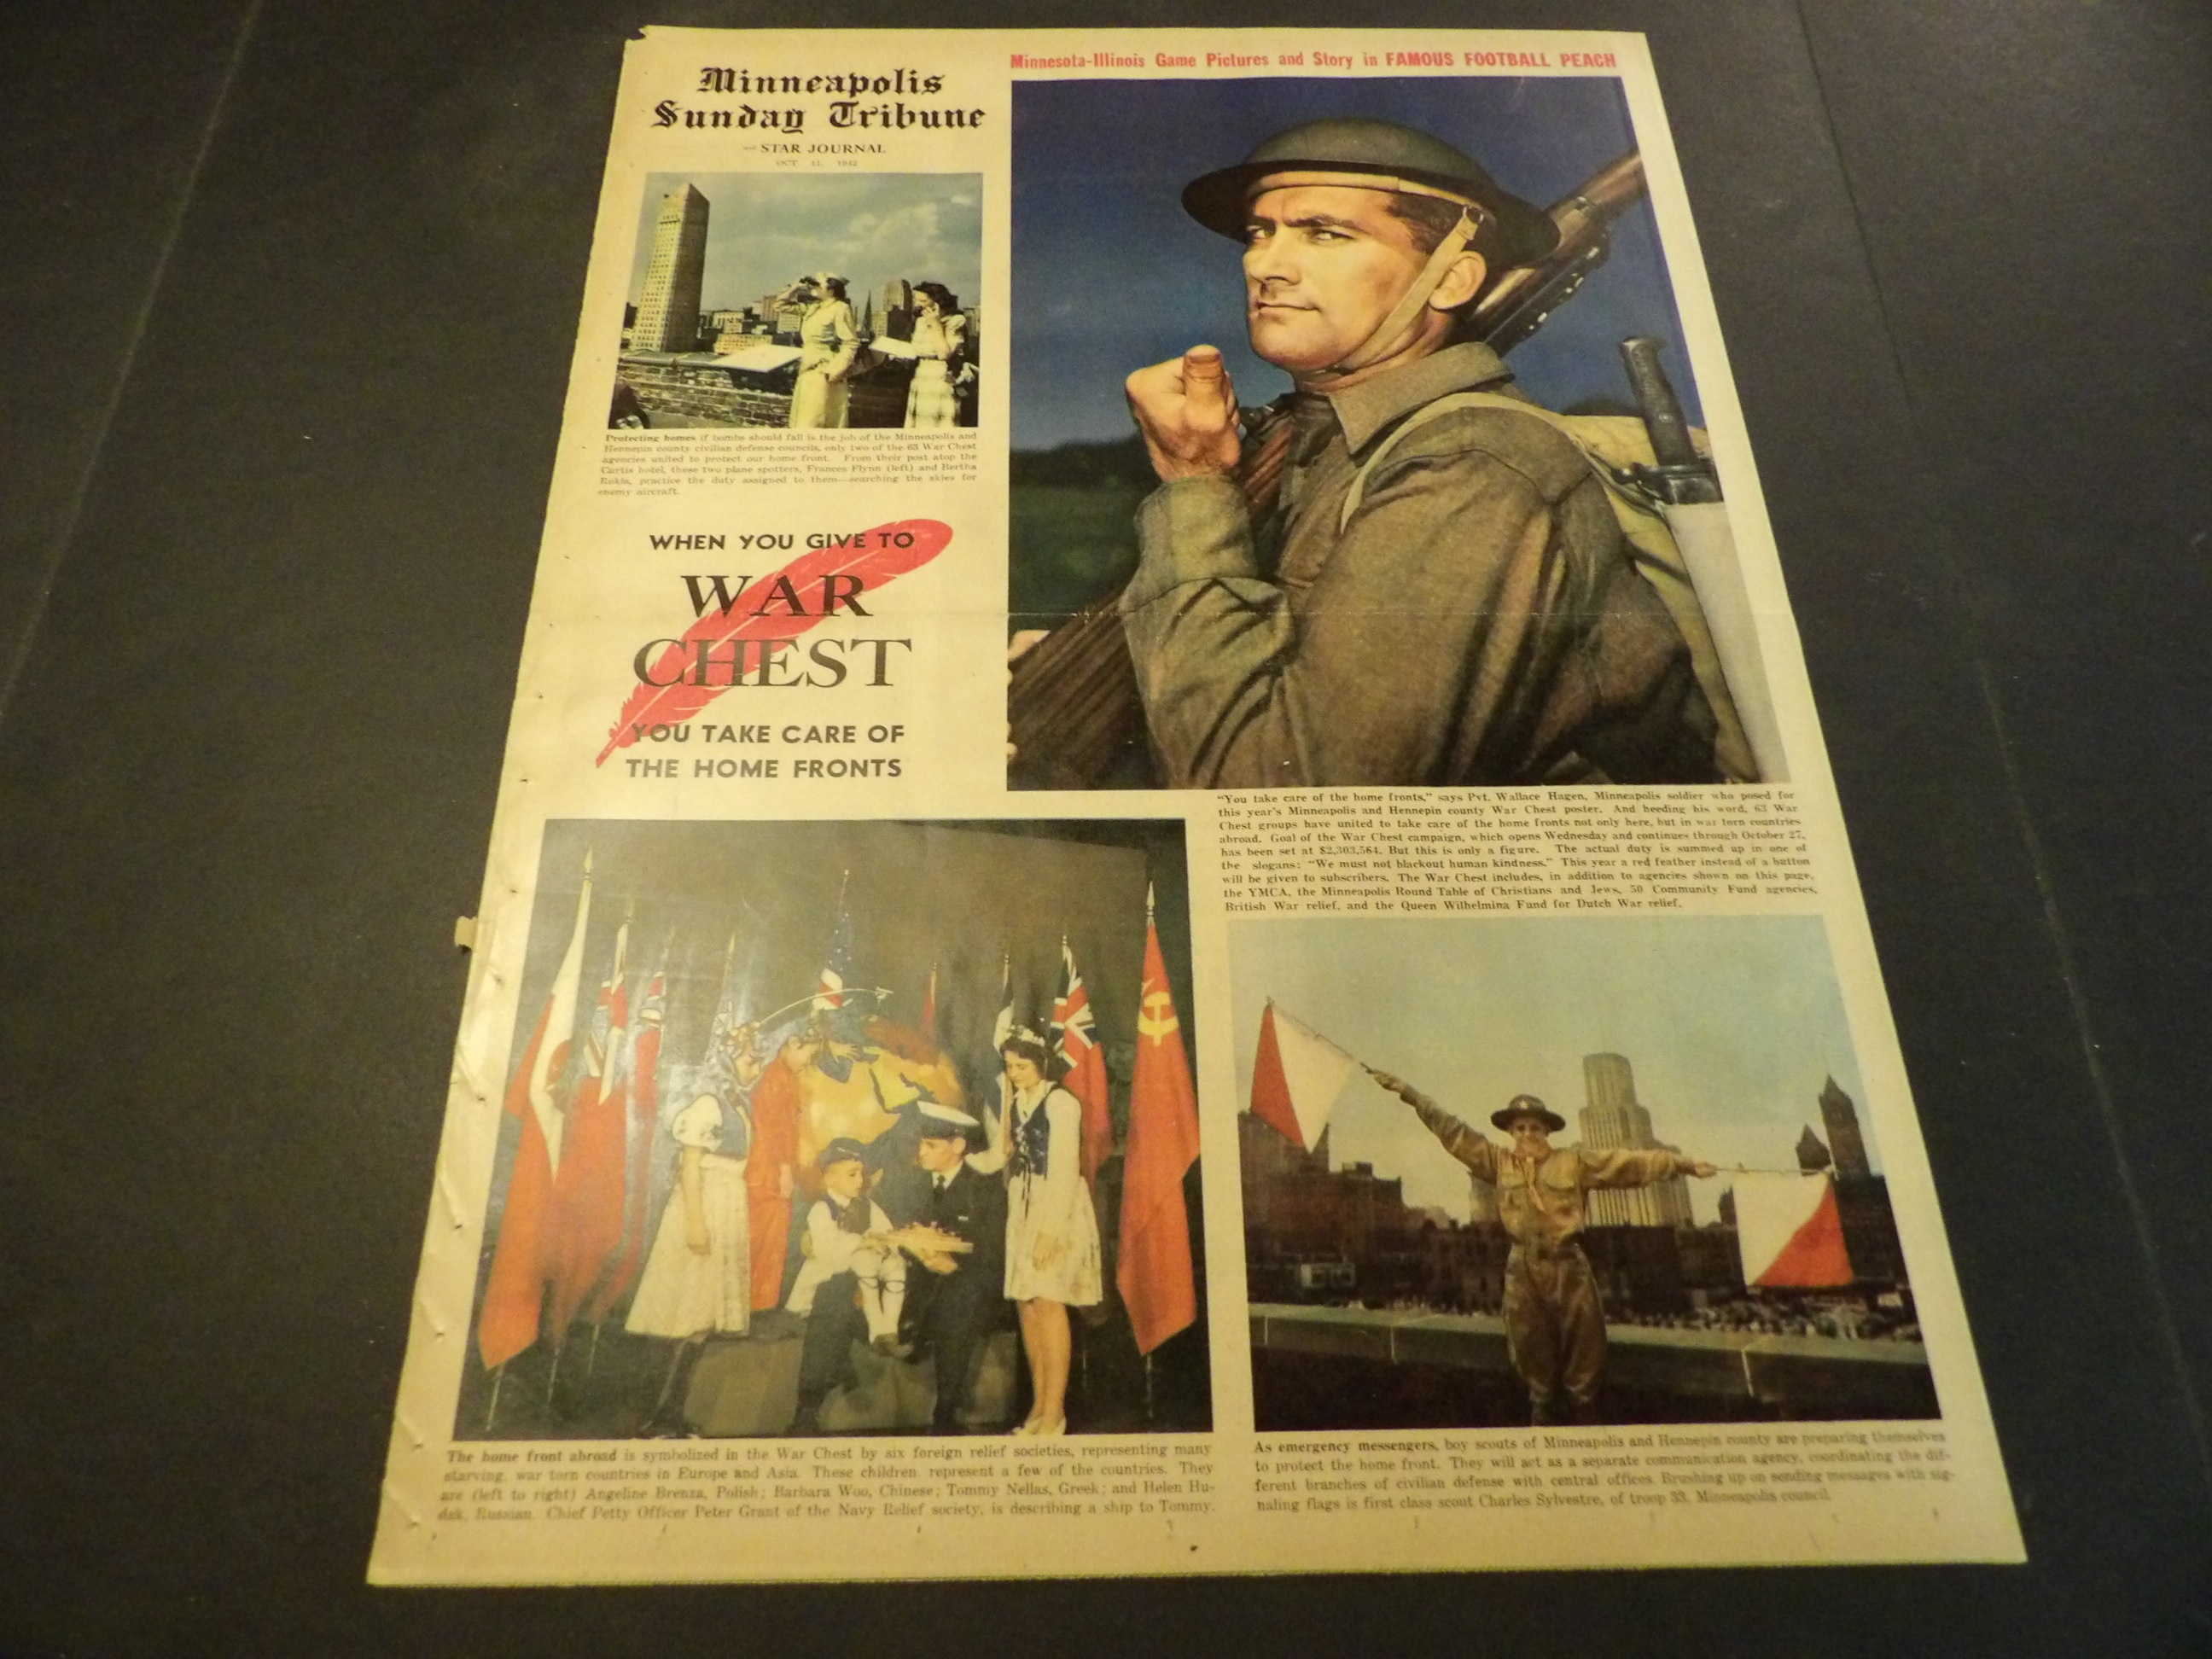 Minnesota-Illinois Game Pictures and Story in FAMOUS FOOTBALL PEACH
Minneapolis
Sunday Tribune
and STAR JOURNAL
OCT. 11, 1942
Protecting homes if bombs should fall is the job of the Minneapolis and
Hennepin county civilian defense councils, only two of the 63 War Chest
agencies united to protect our home front. From their post atop the
Curtis hotel, these two plane spotters, Frances Flynn (left) and Bertha
Rokla, practice the duty assigned to them—searching the skies for
enemy aircraft.
WHEN YOU GIVE TO
WAR
CHEST
YOU TAKE CARE OF
THE HOME FRONTS
"You take care of the home fronts," says Pvt. Wallace Hagen, Minneapolis soldier who posed for
this year's Minneapolis and Hennepin county War Chest poster. And heeding his word, 63 War
Chest groups have united to take care of the home fronts not only here, but in war torn countries
abroad. Goal of the War Chest campaign, which opens Wednesday and continues through October 27,
has been set at $2,303,564. But this is only a figure. The actual duty is summed up in one of
the slogans: "We must not blackout human kindness." This year a red feather instead of a button
will be given to subscribers. The War Chest includes, in addition to agencies shown on this page,
the YMCA, the Minneapolis Round Table of Christians and Jews, 50 Community Fund agencies,
British War relief, and the Queen Wilhelmina Fund for Dutch War relief.
The home front abroad is symbolized in the War Chest by six foreign relief societies, representing many
starving, war torn countries in Europe and Asia. These children represent a few of the countries. They
are (left to right) Angeline Brenza, Polish; Barbara Woo, Chinese; Tommy Nellas, Greek; and Helen Hu-
dak, Russian. Chief Petty Officer Peter Grant of the Navy Relief society, is describing a ship to Tommy.
As emergency messengers, boy scouts of Minneapolis and Hennepin county are preparing themselves
to protect the home front. They will act as a separate communication agency, coordinating the dif-
ferent branches of civilian defense with central offices. Brushing up on sending messages with sig-
naling flags is first class scout Charles Sylvestre, of troop 33, Minneapolis council.